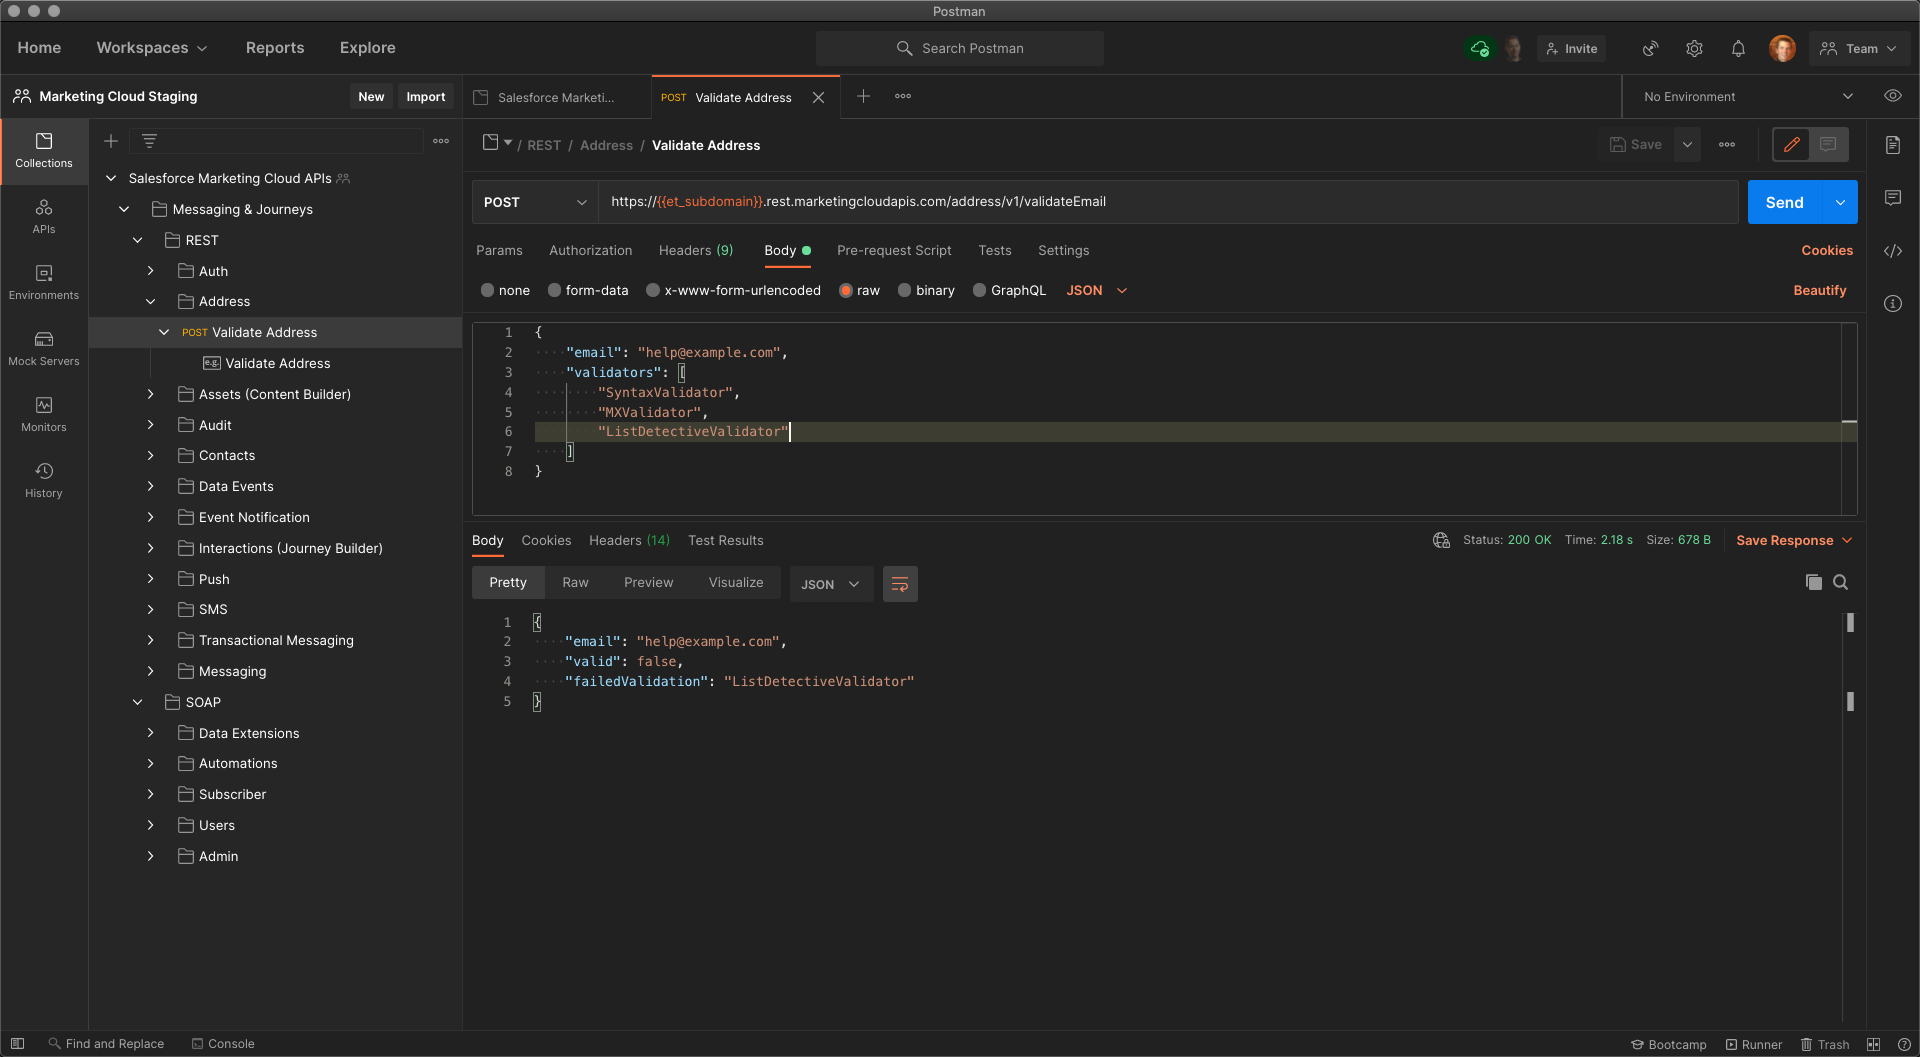 Postman
Home Workspaces Reports Explore Search Postman Invite Team
Marketing Cloud Staging New Import
Salesforce Marketi... POST Validate Address No Environment
Collections
APIs
Environments
Mock Servers
Monitors
History
Salesforce Marketing Cloud APIs
Messaging & Journeys
REST
Auth
Address
POST Validate Address
e.g. Validate Address
Assets (Content Builder)
Audit
Contacts
Data Events
Event Notification
Interactions (Journey Builder)
Push
SMS
Transactional Messaging
Messaging
SOAP
Data Extensions
Automations
Subscriber
Users
Admin
/ REST / Address / Validate Address Save
POST https://{{et_subdomain}}.rest.marketingcloudapis.com/address/v1/validateEmail Send
Params Authorization Headers (9) Body Pre-request Script Tests Settings Cookies
none form-data x-www-form-urlencoded raw binary GraphQL JSON Beautify
1 {
2 "email": "help@example.com",
3 "validators": [
4 "SyntaxValidator",
5 "MXValidator",
6 "ListDetectiveValidator"
7 ]
8 }
Body Cookies Headers (14) Test Results Status: 200 OK Time: 2.18 s Size: 678 B Save Response
Pretty Raw Preview Visualize JSON
1 {
2 "email": "help@example.com",
3 "valid": false,
4 "failedValidation": "ListDetectiveValidator"
5 }
Find and Replace Console Bootcamp Runner Trash